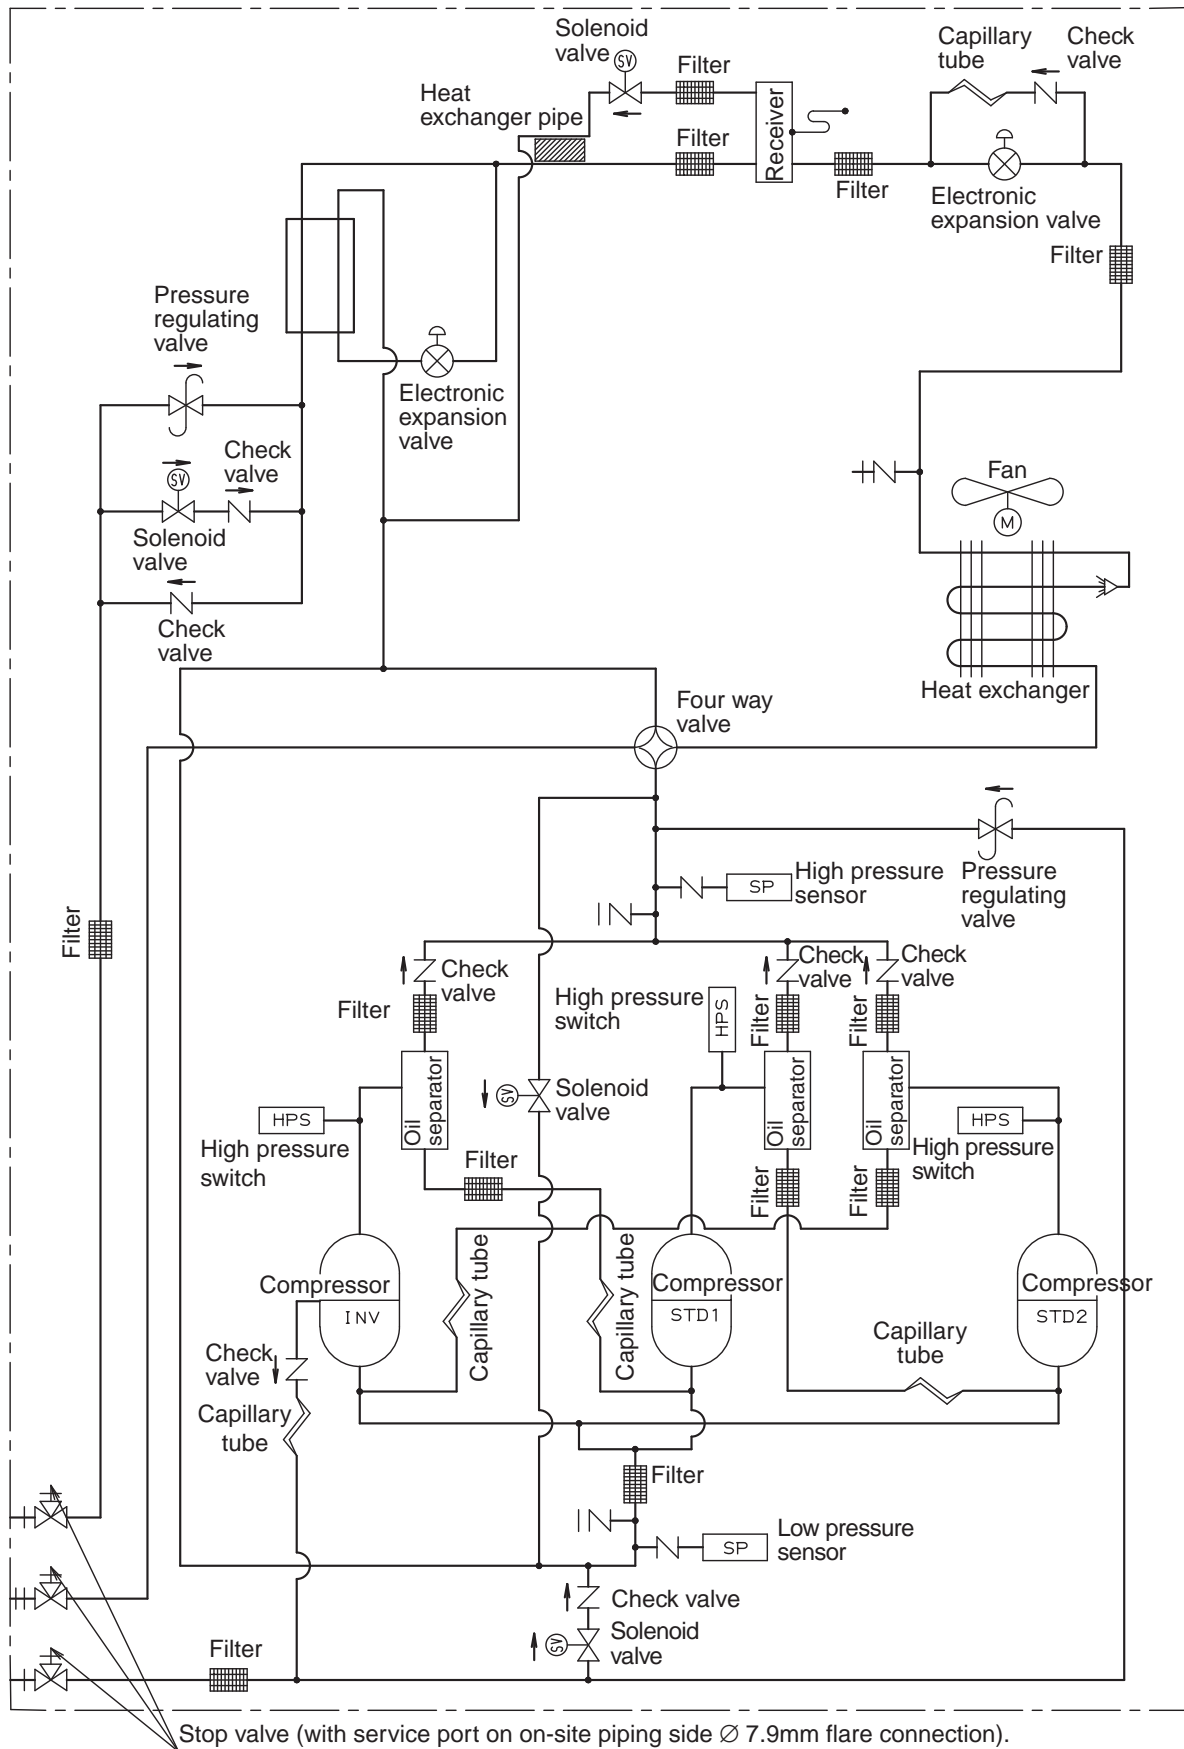 Solenoid
valve
SV
Filter
Capillary
tube
Check
valve
Heat
exchanger pipe
Filter
Receiver
Filter
Electronic
expansion valve
Filter
Pressure
regulating
valve
Electronic
expansion
valve
Check
valve
SV
Solenoid
valve
Fan
M
Check
valve
Heat exchanger
Four way
valve
High pressure
sensor
SP
Pressure
regulating
valve
Filter
Check
valve
Check
valve
Check
valve
High pressure
switch
HPS
Filter
Filter
Filter
Oil
separator
Oil
separator
Oil
separator
SV
Solenoid
valve
HPS
High pressure
switch
HPS
High pressure
switch
Filter
Filter
Filter
Compressor
INV
Capillary tube
Capillary tube
Compressor
STD1
Compressor
STD2
Capillary
tube
Check
valve
Capillary
tube
Filter
SP
Low pressure
sensor
Check valve
SV
Solenoid
valve
Filter
Stop valve (with service port on on-site piping side ∅ 7.9mm flare connection).